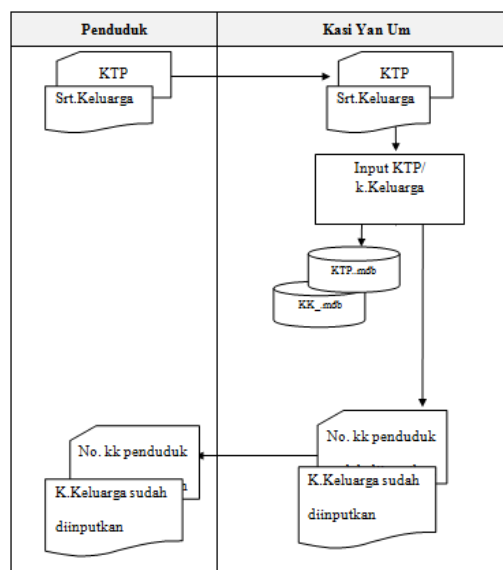 Penduduk
Kasi Yan Um
KTP
Srt.Keluarga
KTP
Srt.Keluarga
Input KTP/
k.Keluarga
KTP..mdb
KK_.mdb
No. kk penduduk
K.Keluarga sudah
diinputkan
No. kk penduduk
K.Keluarga sudah
diinputkan